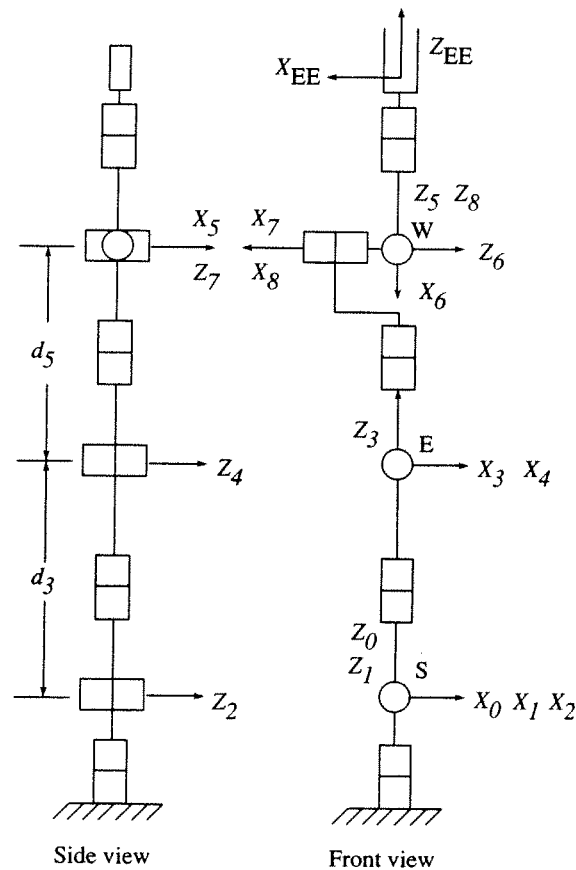 Z_EE
X_EE
Z_5 Z_8
X_5 X_7
W
Z_6
Z_7 X_8
X_6
d_5
Z_3
E
Z_4
X_3 X_4
d_3
Z_0
Z_1
S
Z_2
X_0 X_1 X_2
Side view Front view